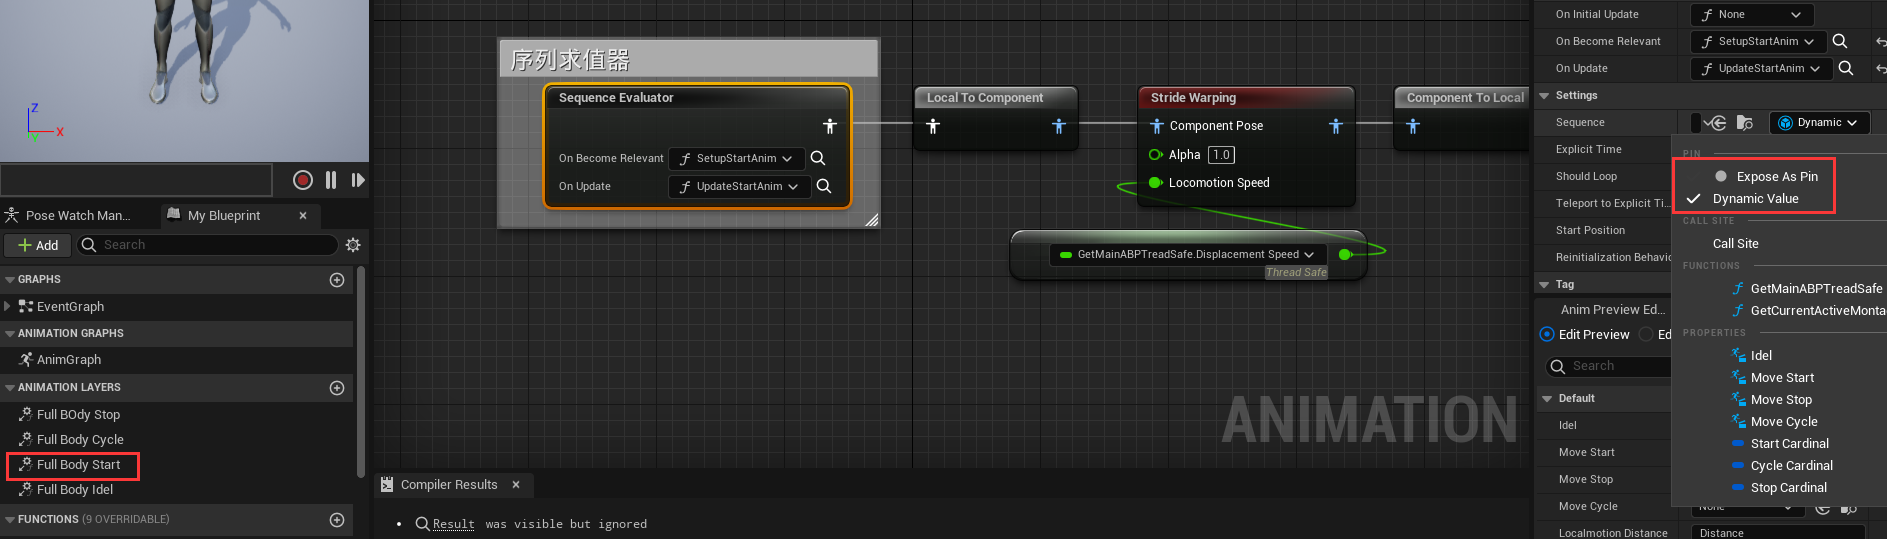 Z
X
Y
Pose Watch Man...
My Blueprint
Add
Search
GRAPHS
EventGraph
ANIMATION GRAPHS
AnimGraph
ANIMATION LAYERS
Full BOdy Stop
Full Body Cycle
Full Body Start
Full Body Idel
FUNCTIONS (9 OVERRIDABLE)
序列求值器
Sequence Evaluator
On Become Relevant
SetupStartAnim
On Update
UpdateStartAnim
Local To Component
Stride Warping
Component Pose
Alpha 1.0
Locomotion Speed
Component To Local
GetMainABPTreadSafe.Displacement Speed
Thread Safe
ANIMATION
Compiler Results
Result was visible but ignored
On Initial Update
None
On Become Relevant
SetupStartAnim
On Update
UpdateStartAnim
Settings
Sequence
Dynamic
Explicit Time
Should Loop
Teleport to Explicit Ti...
Start Position
Reinitialization Behavio
Tag
Anim Preview Ed...
Edit Preview
Ed
Search
Default
Idel
Move Start
Move Stop
Move Cycle
None
Localmotion Distance
Distance
PIN
Expose As Pin
Dynamic Value
CALL SITE
Call Site
FUNCTIONS
GetMainABPTreadSafe
GetCurrentActiveMonta
PROPERTIES
Idel
Move Start
Move Stop
Move Cycle
Start Cardinal
Cycle Cardinal
Stop Cardinal